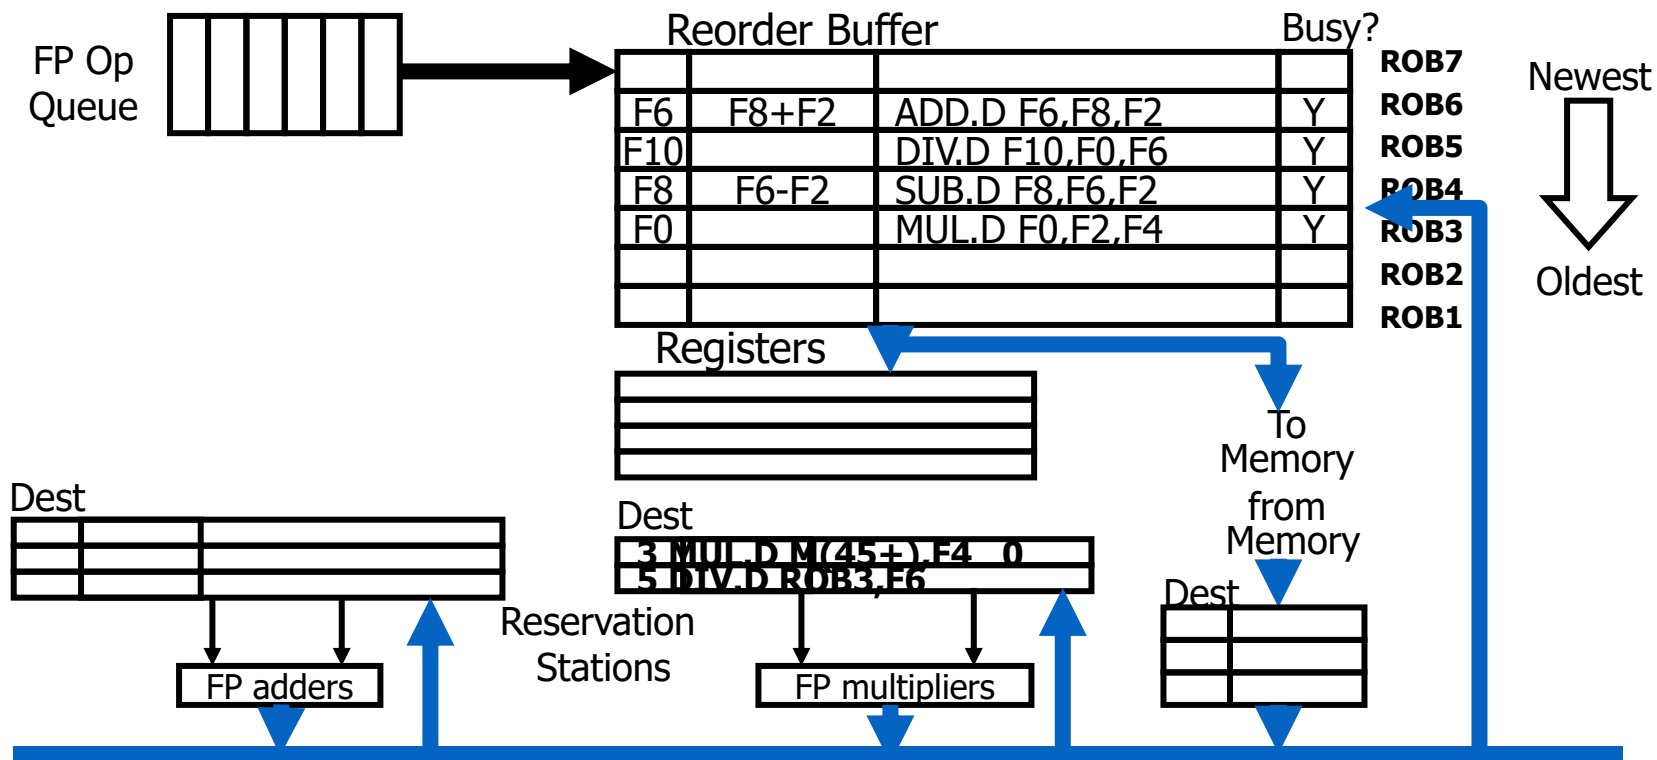 FP Op
Queue
Reorder Buffer
Busy?
ROB7
F6 F8+F2 ADD.D F6,F8,F2 Y ROB6
F10 DIV.D F10,F0,F6 Y ROB5
F8 F6-F2 SUB.D F8,F6,F2 Y ROB4
F0 MUL.D F0,F2,F4 Y ROB3
ROB2
ROB1
Newest
Oldest
Registers
To
Memory
from
Memory
Dest
Dest
3 MUL.D M(45+),F4 0
5 DIV.D ROB3,F6
Dest
Reservation
Stations
FP adders
FP multipliers